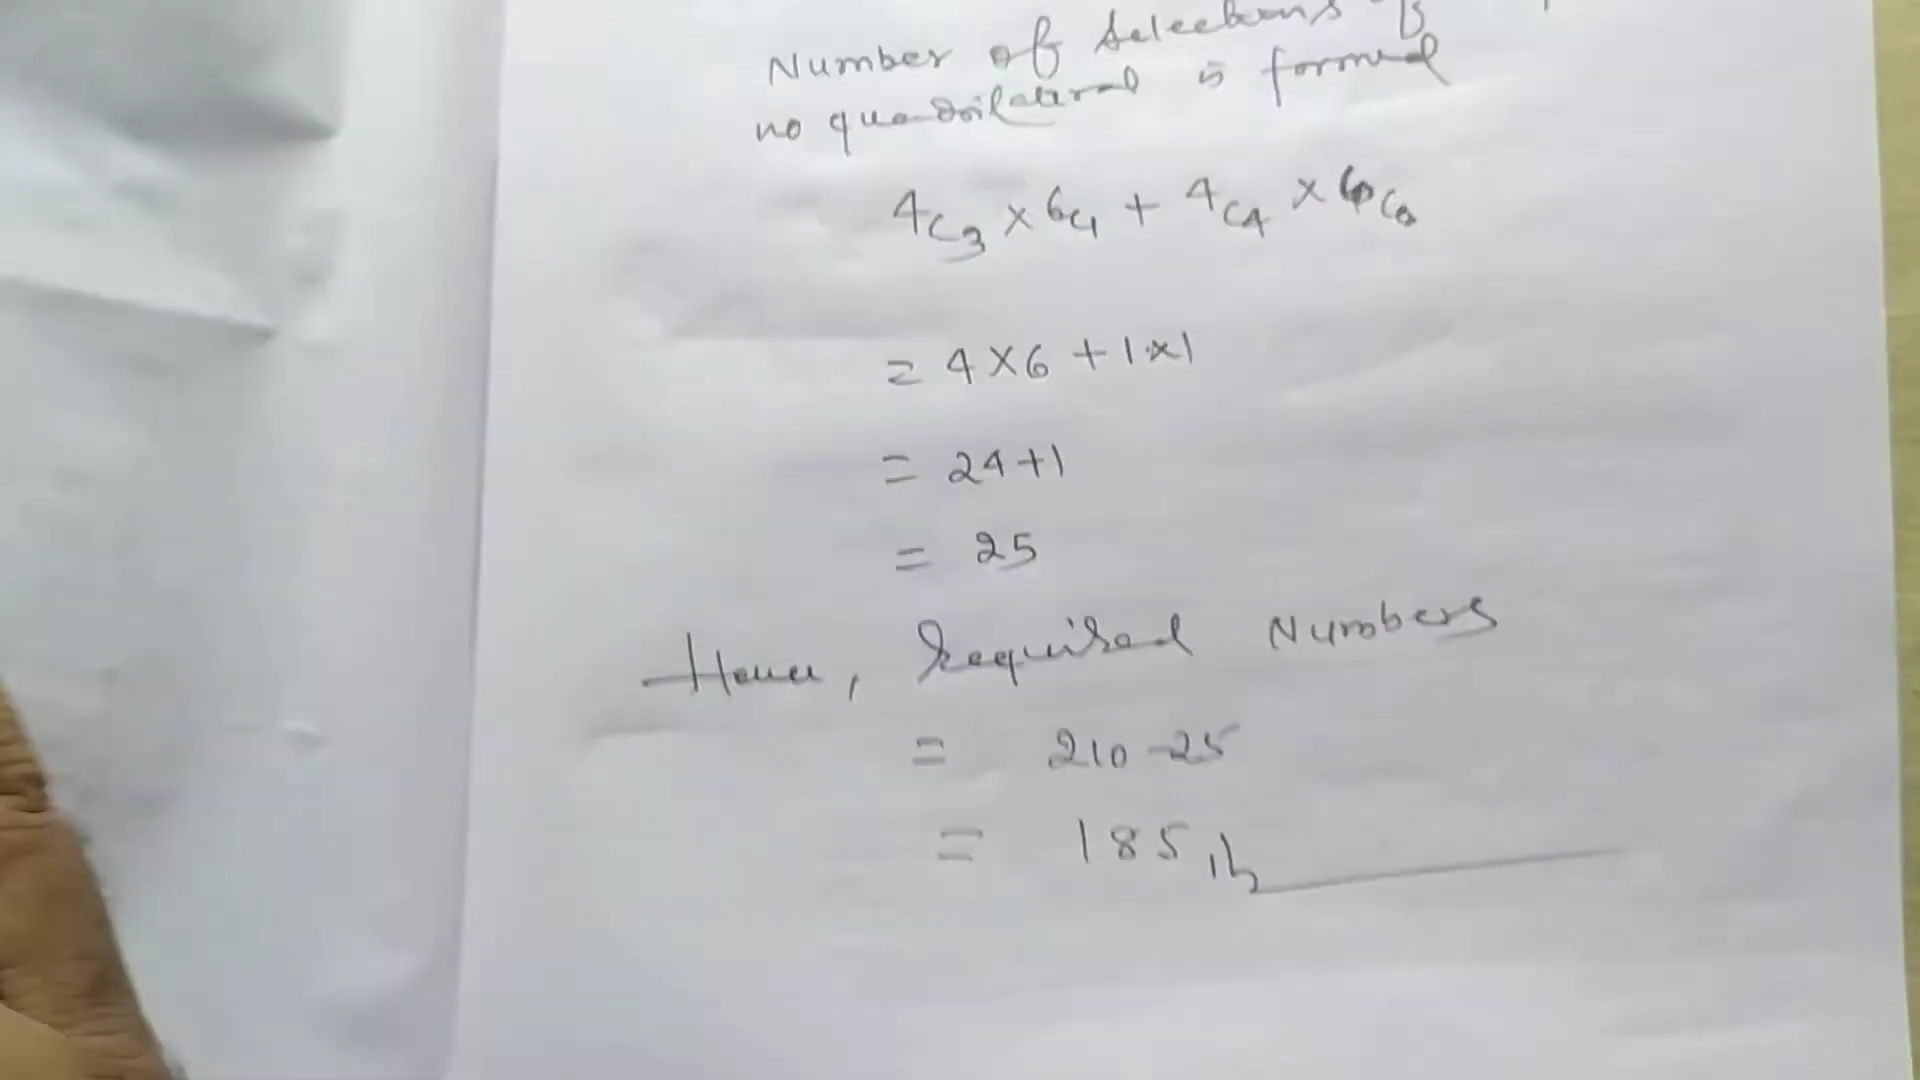 Number of Selections of
no quadrilateral is formed
4C3 × 6C1 + 4C4 × 6C0
= 4×6 + 1×1
= 24+1
= 25
Hence, Required Numbers
= 210-25
= 185